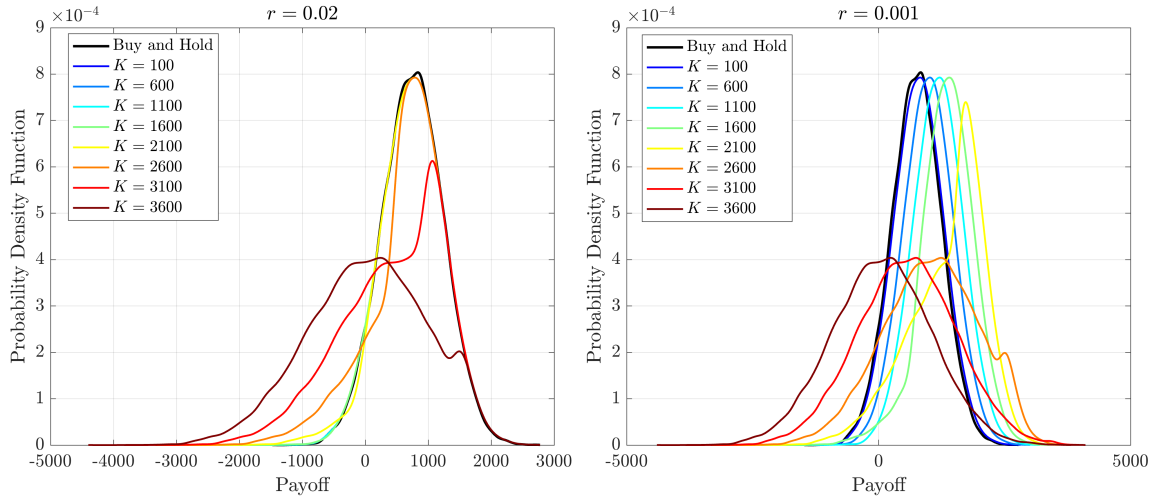 ×10⁻⁴
r = 0.02
9
8
7
6
5
4
3
2
1
0
Probability Density Function
Buy and Hold
K = 100
K = 600
K = 1100
K = 1600
K = 2100
K = 2600
K = 3100
K = 3600
-5000 -4000 -3000 -2000 -1000 0 1000 2000 3000
Payoff
×10⁻⁴
r = 0.001
9
8
7
6
5
4
3
2
1
0
Probability Density Function
Buy and Hold
K = 100
K = 600
K = 1100
K = 1600
K = 2100
K = 2600
K = 3100
K = 3600
-5000 0 5000
Payoff